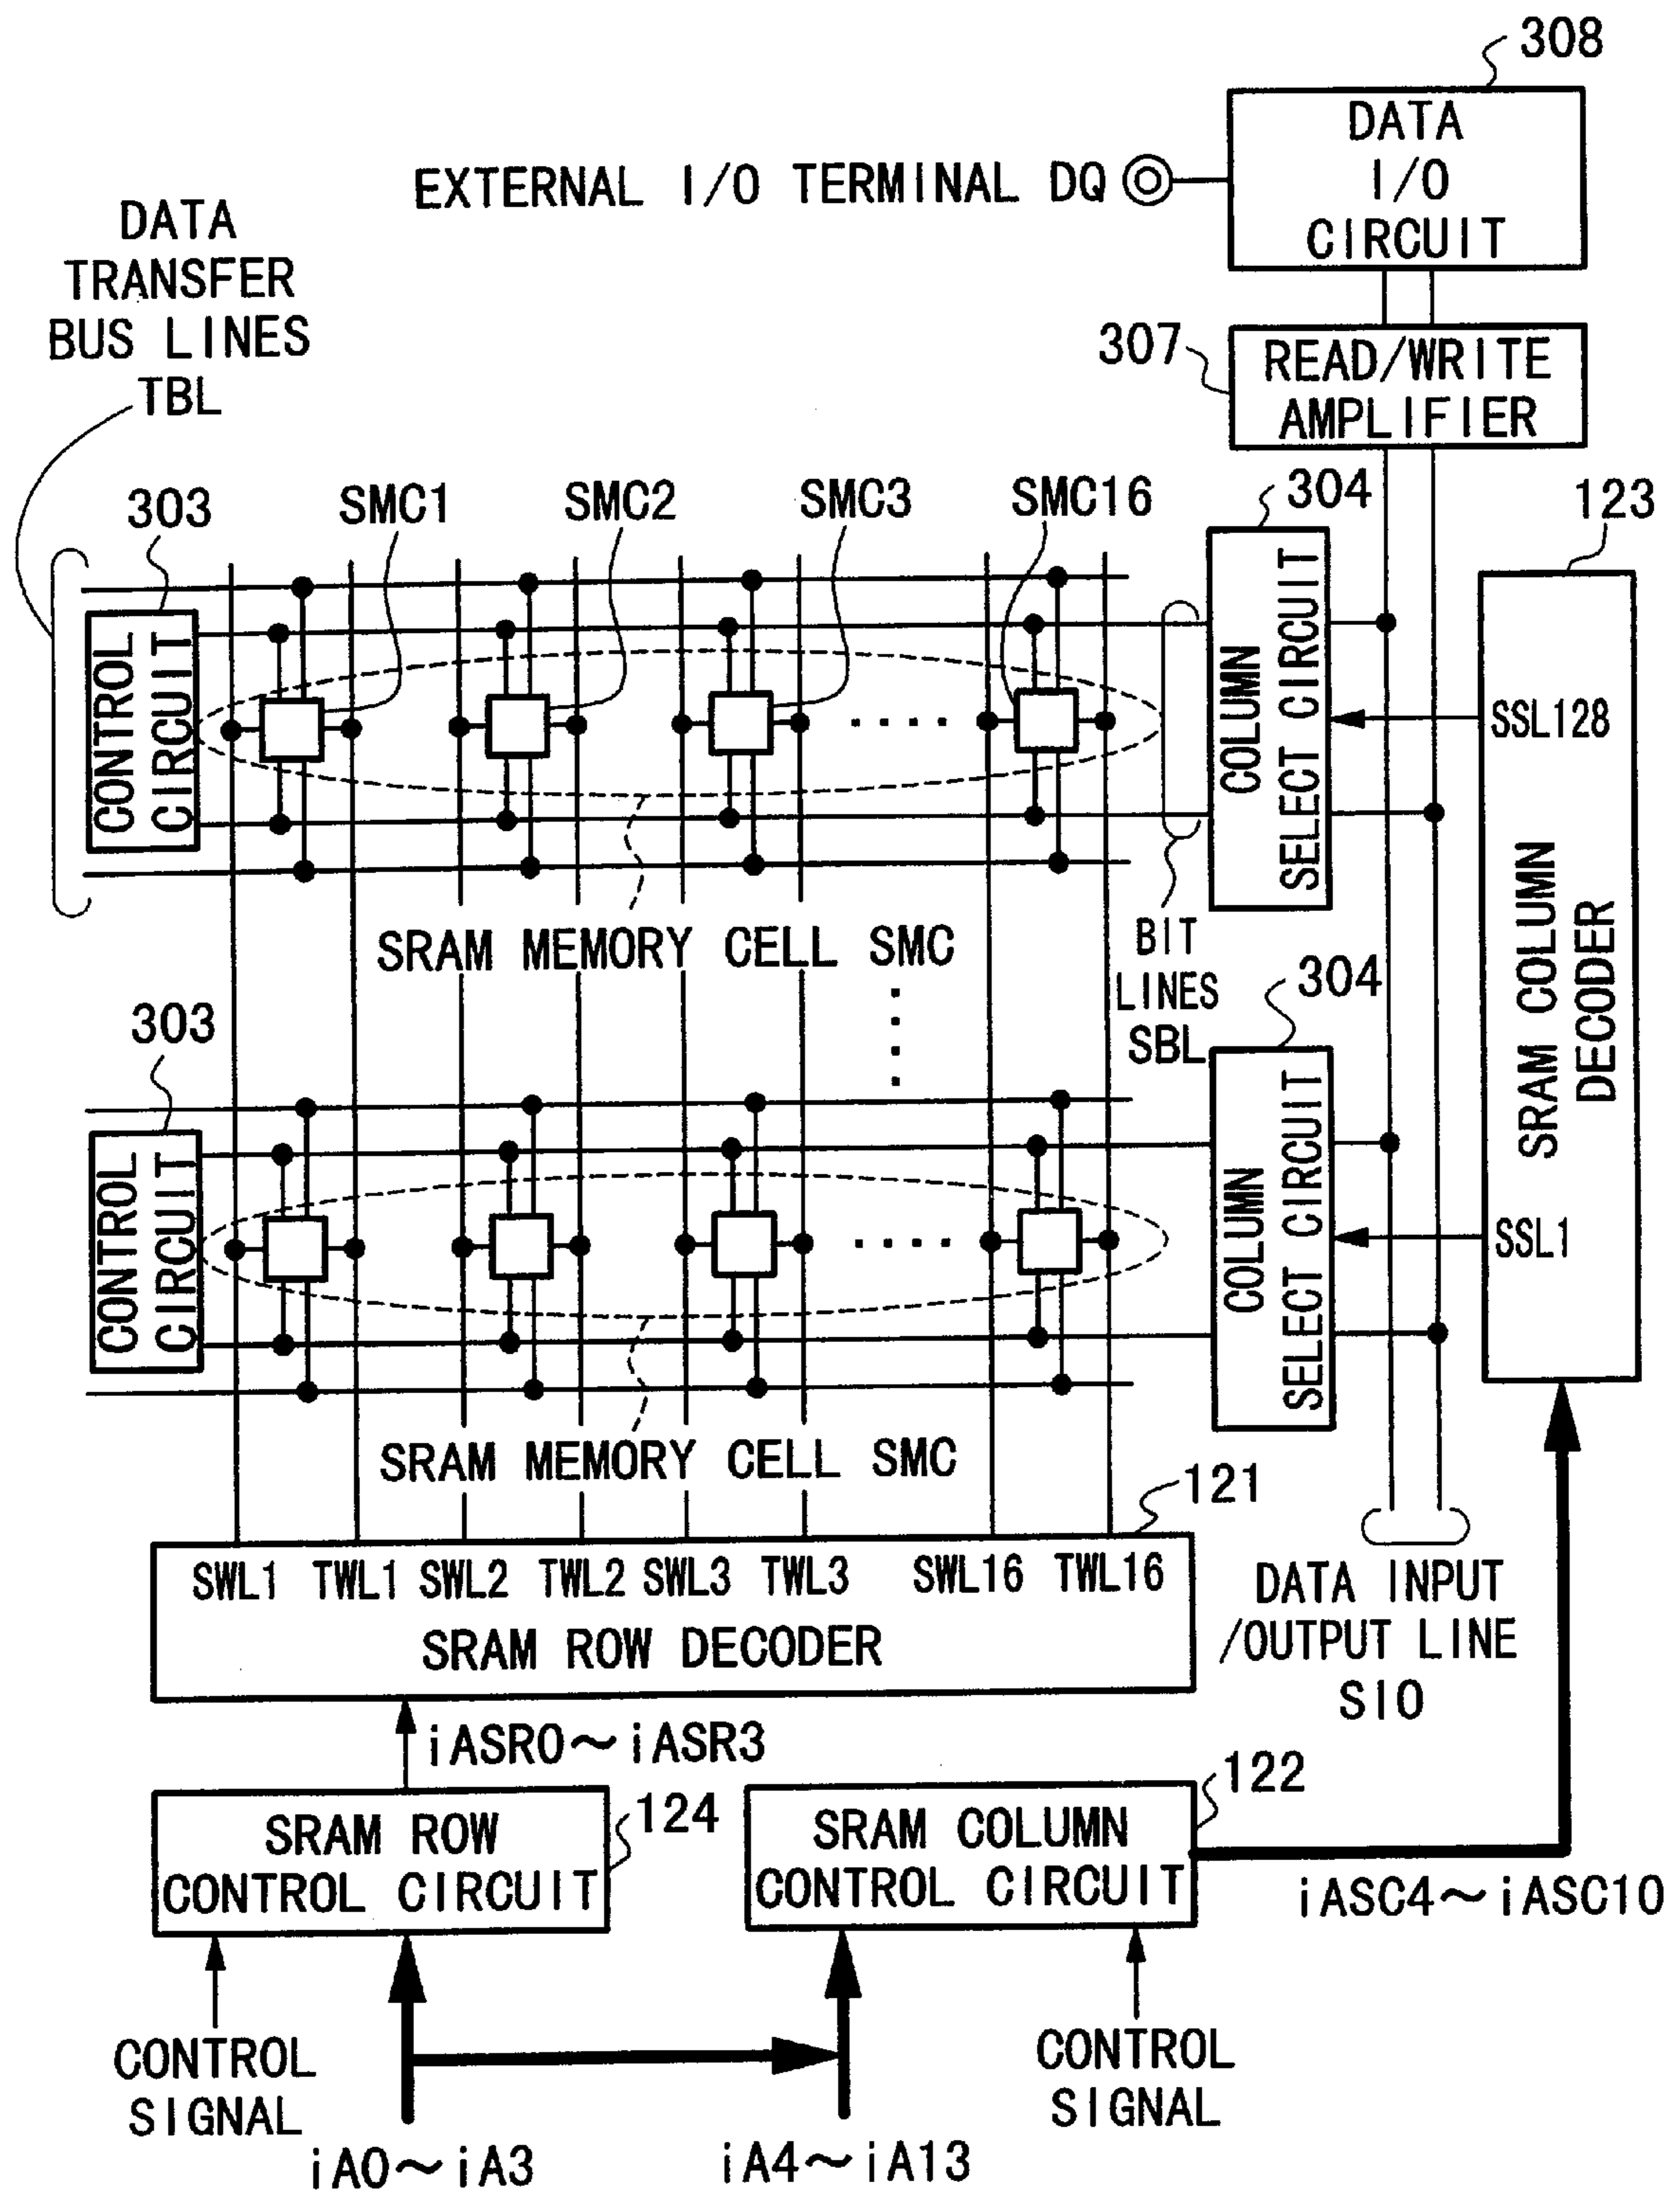 308
DATA
I/O
CIRCUIT
EXTERNAL I/O TERMINAL DQ
DATA
TRANSFER
BUS LINES
TBL
307
READ/WRITE
AMPLIFIER
303
SMC1
SMC2
SMC3
SMC16
304
123
CONTROL
CIRCUIT
COLUMN
SELECT CIRCUIT
SSL128
SRAM COLUMN
DECODER
SRAM MEMORY CELL SMC
BIT
LINES
SBL
303
304
CONTROL
CIRCUIT
COLUMN
SELECT CIRCUIT
SSL1
SRAM MEMORY CELL SMC
121
SWL1 TWL1 SWL2 TWL2 SWL3 TWL3 SWL16 TWL16
SRAM ROW DECODER
DATA INPUT
/OUTPUT LINE
SIO
iASR0～iASR3
124
122
SRAM ROW
CONTROL CIRCUIT
SRAM COLUMN
CONTROL CIRCUIT
iASC4～iASC10
CONTROL
SIGNAL
CONTROL
SIGNAL
iA0～iA3
iA4～iA13